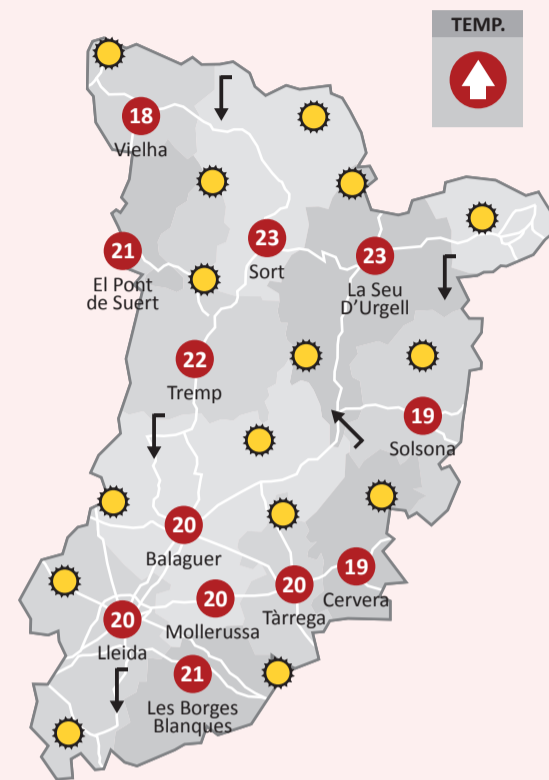 TEMP.
18
Vielha
21
El Pont
de Suert
23
Sort
23
La Seu
D'Urgell
22
Tremp
19
Solsona
20
Balaguer
20
Mollerussa
20
Tàrrega
19
Cervera
20
Lleida
21
Les Borges
Blanques